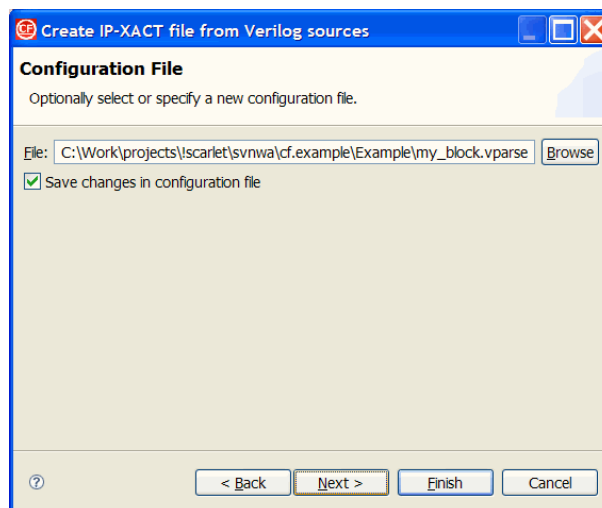 CF Create IP-XACT file from Verilog sources
Configuration File
Optionally select or specify a new configuration file.
File: C:\Work\projects\!scarlet\svnwa\cf.example\Example\my_block.vparse Browse
Save changes in configuration file
? < Back Next > Finish Cancel